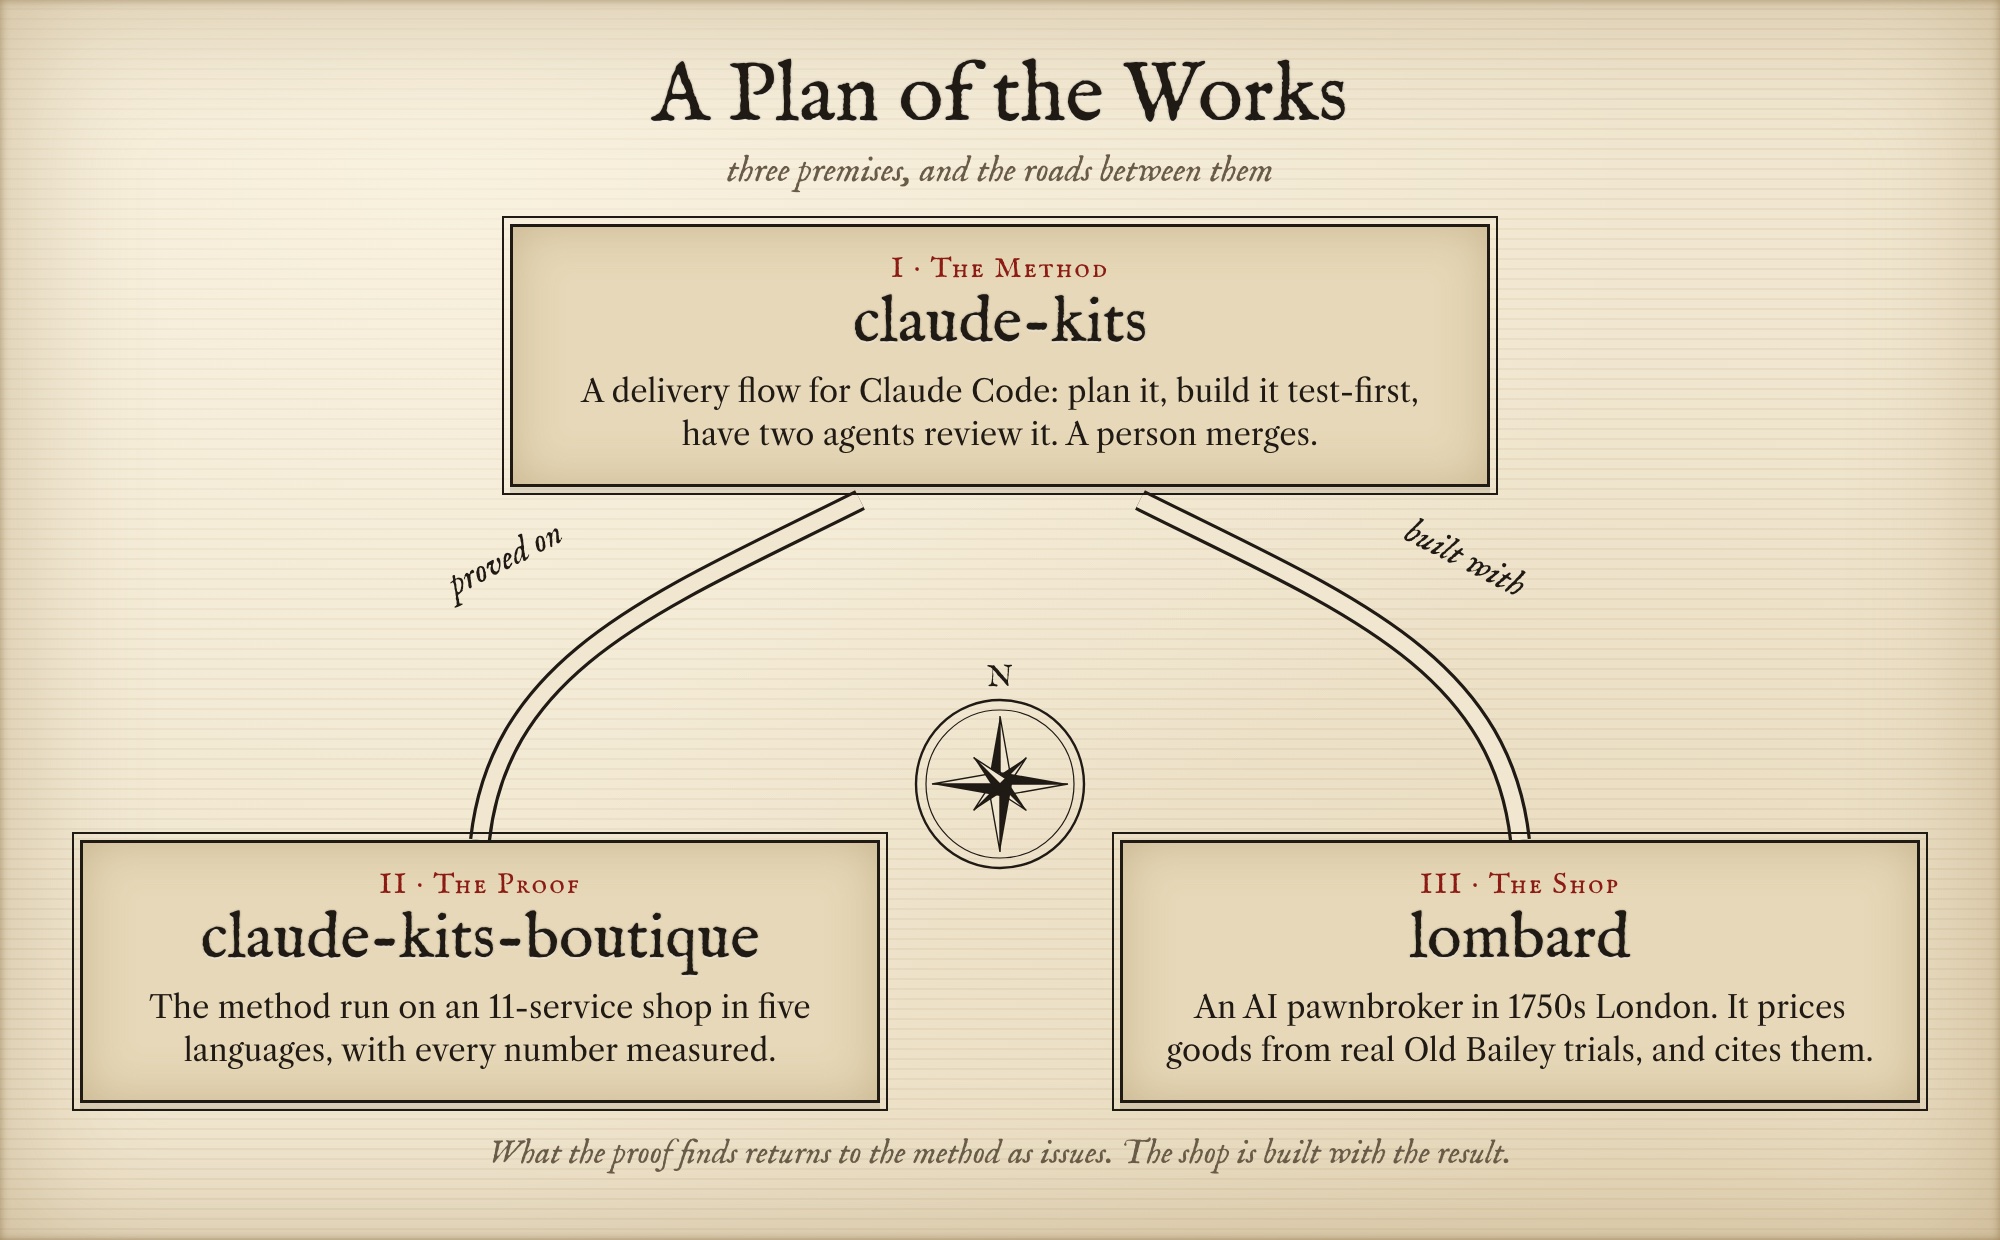 A Plan of the Works
three premises, and the roads between them
I · The Method
claude-kits
A delivery flow for Claude Code: plan it, build it test-first,
have two agents review it. A person merges.
proved on
built with
N
II · The Proof
claude-kits-boutique
The method run on an 11-service shop in five
languages, with every number measured.
III · The Shop
lombard
An AI pawnbroker in 1750s London. It prices
goods from real Old Bailey trials, and cites them.
What the proof finds returns to the method as issues. The shop is built with the result.